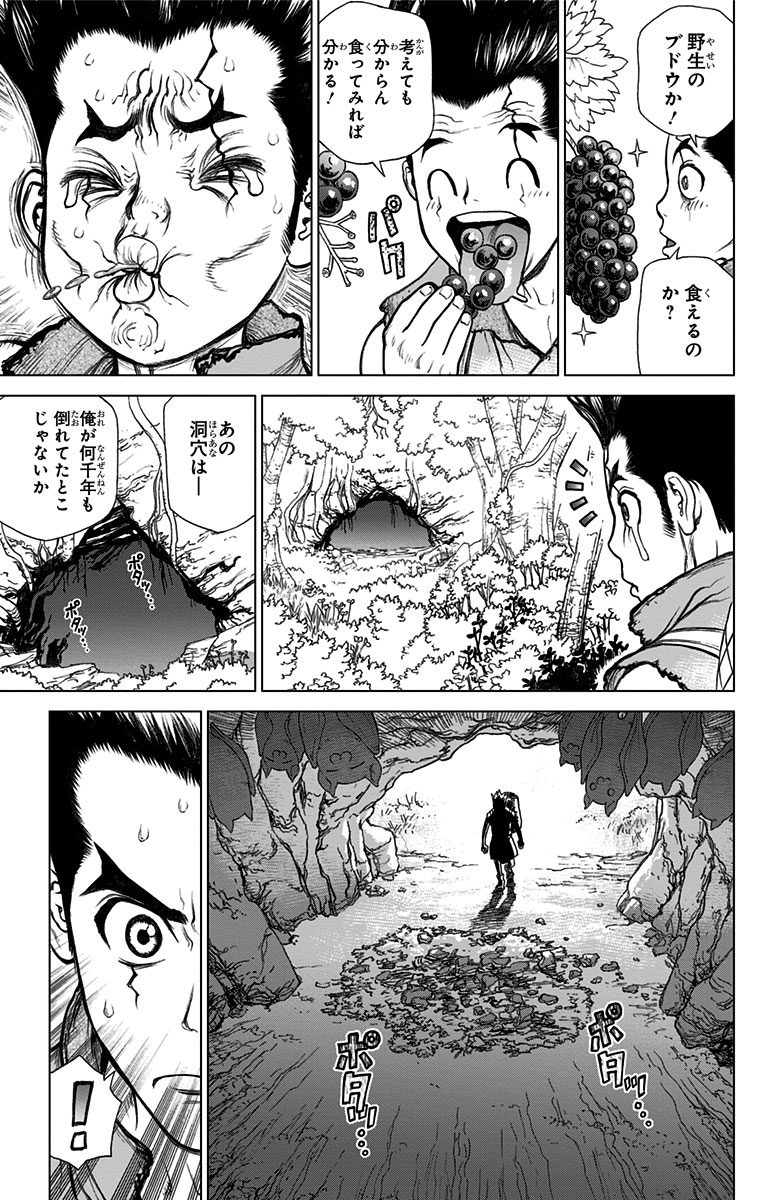 野生の
ブドウか！
食えるの
か？
考えても
分からん
食ってみれば
分かる！
パク
あの
洞穴は―
俺が何千年も
倒れてたとこ
じゃないか
ポタッ…
ポタッ…
ポタッ…
ポタッ…
！